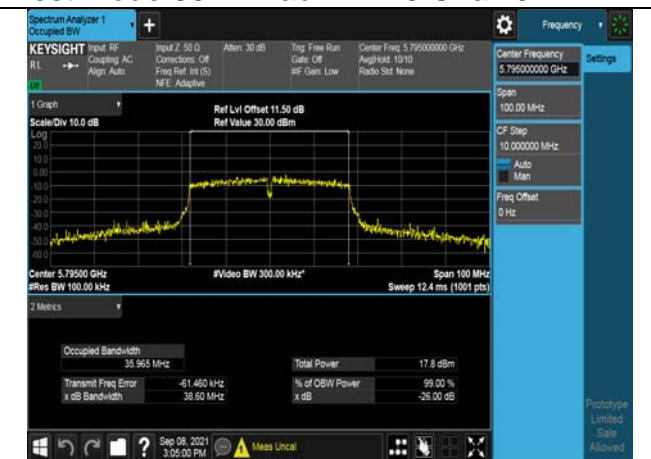 Spectrum Analyzer 1
Occupied BW
Frequency
KEYSIGHT
RL
Input: RF
Coupling: AC
Align: Auto
Input Z: 50 Ω
Corrections: Off
Freq Ref: Int (S)
NFE: Adaptive
Atten: 30 dB
Trig: Free Run
Gate: Off
#IF Gain: Low
Center Freq: 5.795000000 GHz
Avg|Hold: 10/10
Radio Std: None
1 Graph
Scale/Div 10.0 dB
Ref Lvl Offset 11.50 dB
Ref Value 30.00 dBm
Log
20.0
10.0
0.00
-10.0
-20.0
-30.0
-40.0
-50.0
-60.0
Center 5.79500 GHz
#Res BW 100.00 kHz
#Video BW 300.00 kHz*
Span 100 MHz
Sweep 12.4 ms (1001 pts)
2 Metrics
Occupied Bandwidth
35.965 MHz
Transmit Freq Error -61.460 kHz
x dB Bandwidth 38.60 MHz
Total Power 17.8 dBm
% of OBW Power 99.00 %
x dB -26.00 dB
Sep 08, 2021
3:05:00 PM
Meas Uncal
Center Frequency
5.795000000 GHz
Settings
Span
100.00 MHz
CF Step
10.000000 MHz
Auto
Man
Freq Offset
0 Hz
Prototype
Limited
Sale
Allowed